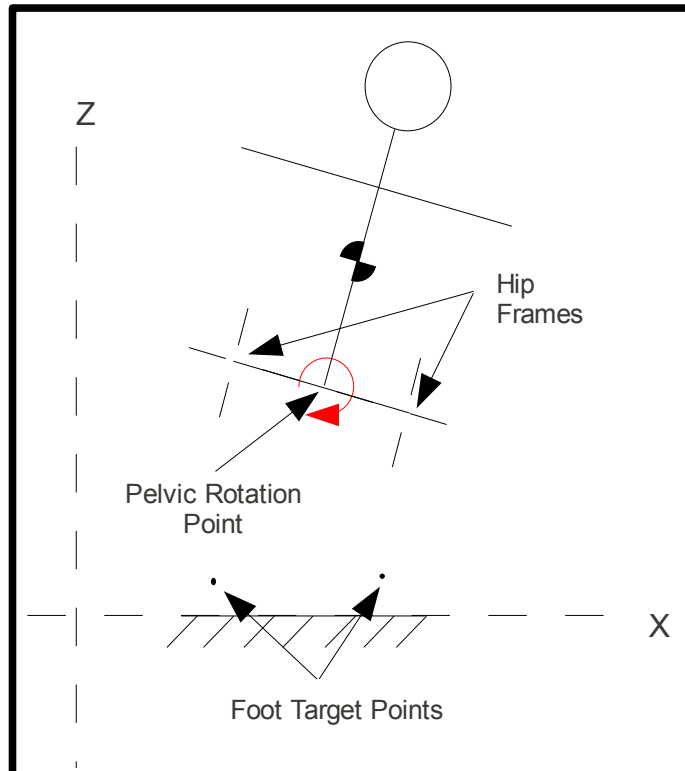 Z
Hip
Frames
Pelvic Rotation
Point
X
Foot Target Points